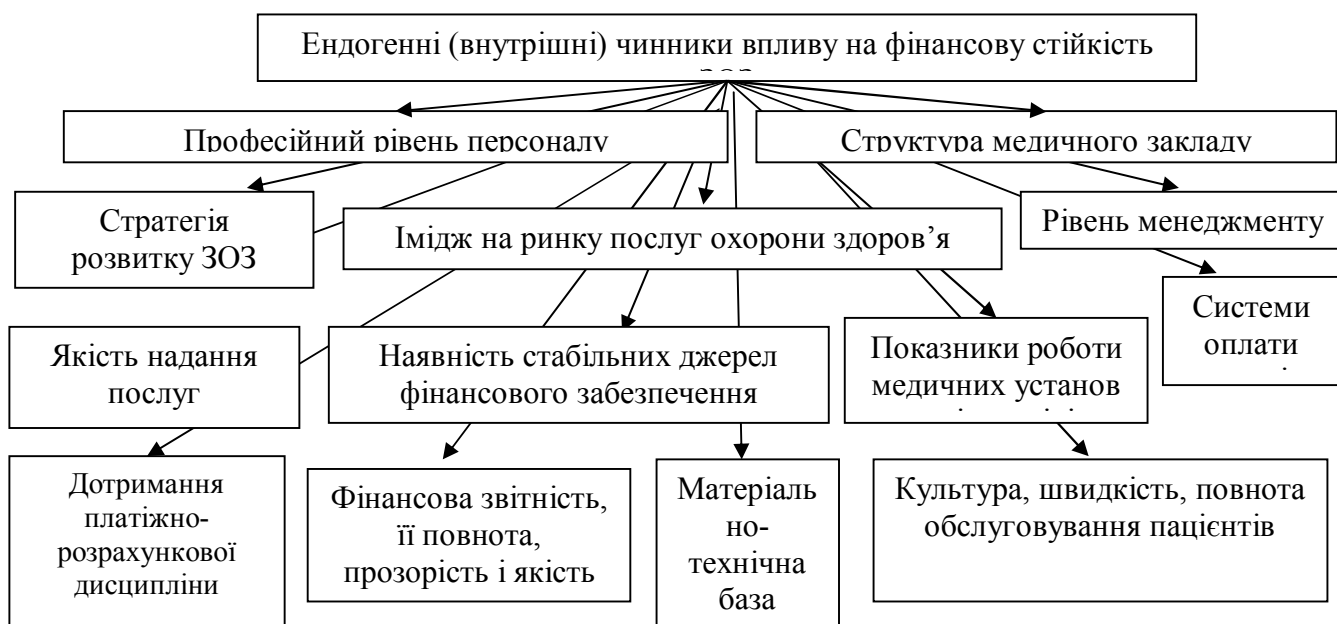 Ендогенні (внутрішні) чинники впливу на фінансову стійкість
Професійний рівень персоналу
Структура медичного закладу
Стратегія
розвитку ЗОЗ
Імідж на ринку послуг охорони здоров’я
Рівень менеджменту
Системи
оплати
Якість надання
послуг
Наявність стабільних джерел
фінансового забезпечення
Показники роботи
медичних установ
Дотримання
платіжно-
розрахункової
дисципліни
Фінансова звітність,
її повнота,
прозорість і якість
Матеріаль
но-
технічна
база
Культура, швидкість, повнота
обслуговування пацієнтів